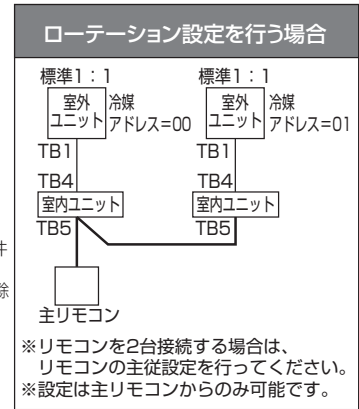 ローテーション設定を行う場合
標準1：1 標準1：1
室外 冷媒 室外 冷媒
ユニット アドレス=00 ユニット アドレス=01
TB1 TB1
TB4 TB4
室内ユニット 室内ユニット
TB5 TB5
件
除
主リモコン
※リモコンを2台接続する場合は、
リモコンの主従設定を行ってください。
※設定は主リモコンからのみ可能です。